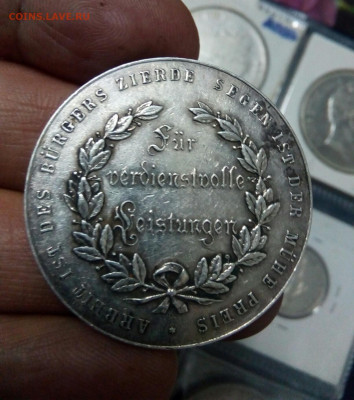 COINS.LAVE.RU
ARBEIT IST DES BÜRGERS ZIERDE SEGEN IST DER MÜHE PREIS
Für
verdienstvolle
Leistungen